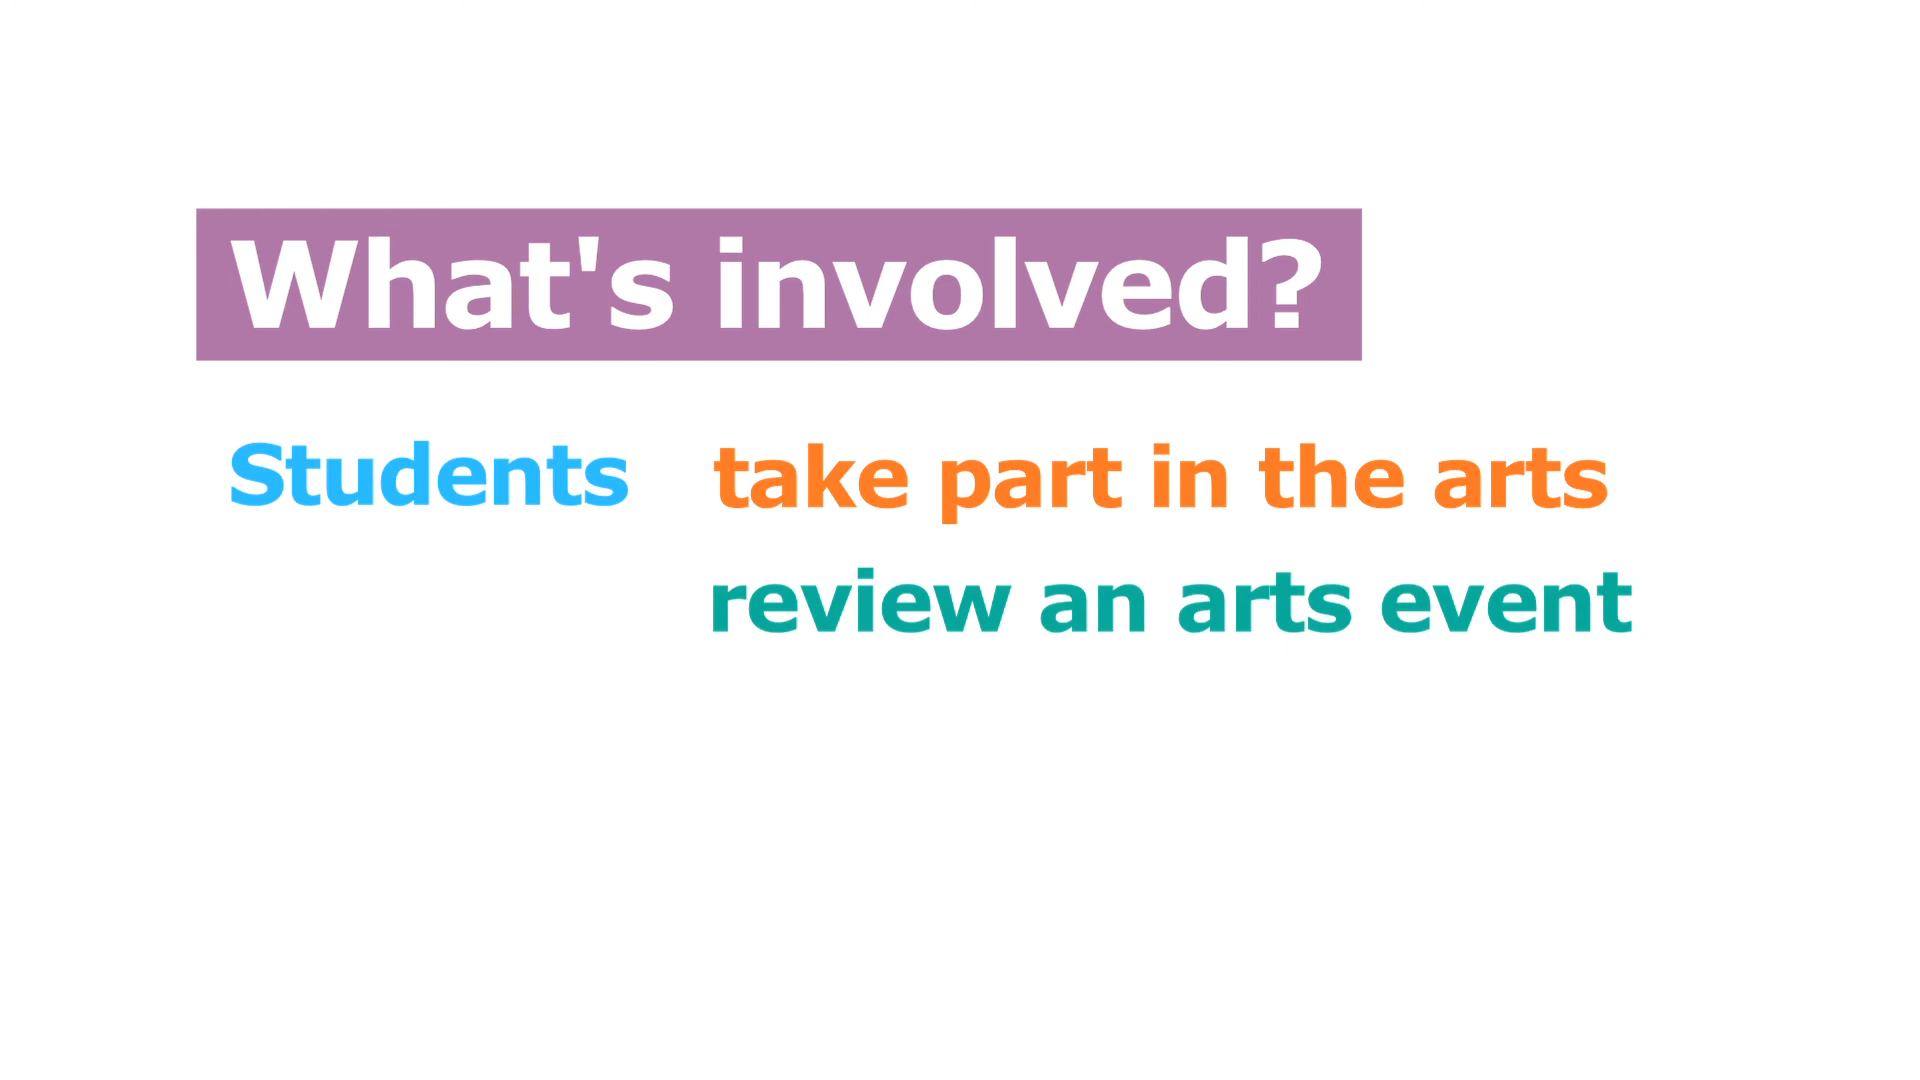 What's involved?
Students take part in the arts
review an arts event